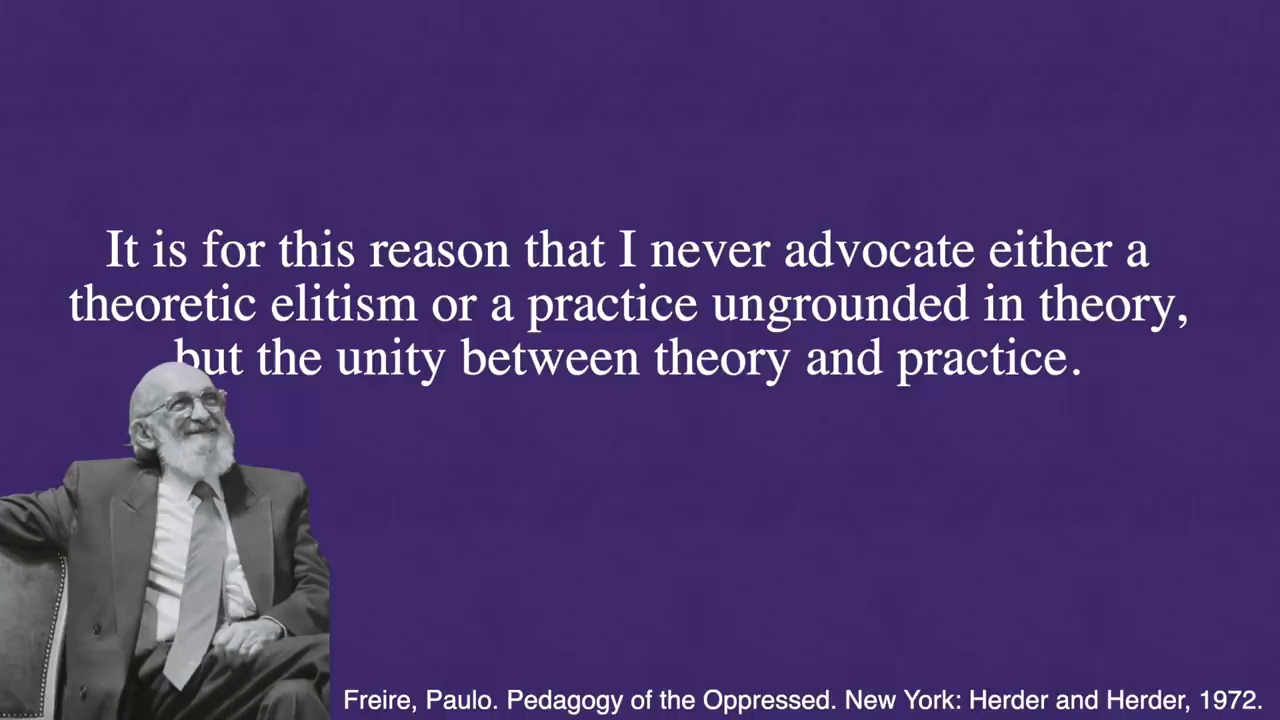 It is for this reason that I never advocate either a
theoretic elitism or a practice ungrounded in theory,
but the unity between theory and practice.
Freire, Paulo. Pedagogy of the Oppressed. New York: Herder and Herder, 1972.